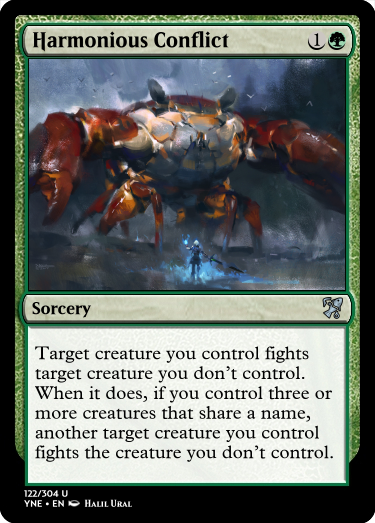 Harmonious Conflict 1
Sorcery
Target creature you control fights
target creature you don't control.
When it does, if you control three or
more creatures that share a name,
another target creature you control
fights the creature you don't control.
122/304 U
YNE • EN Halil Ural